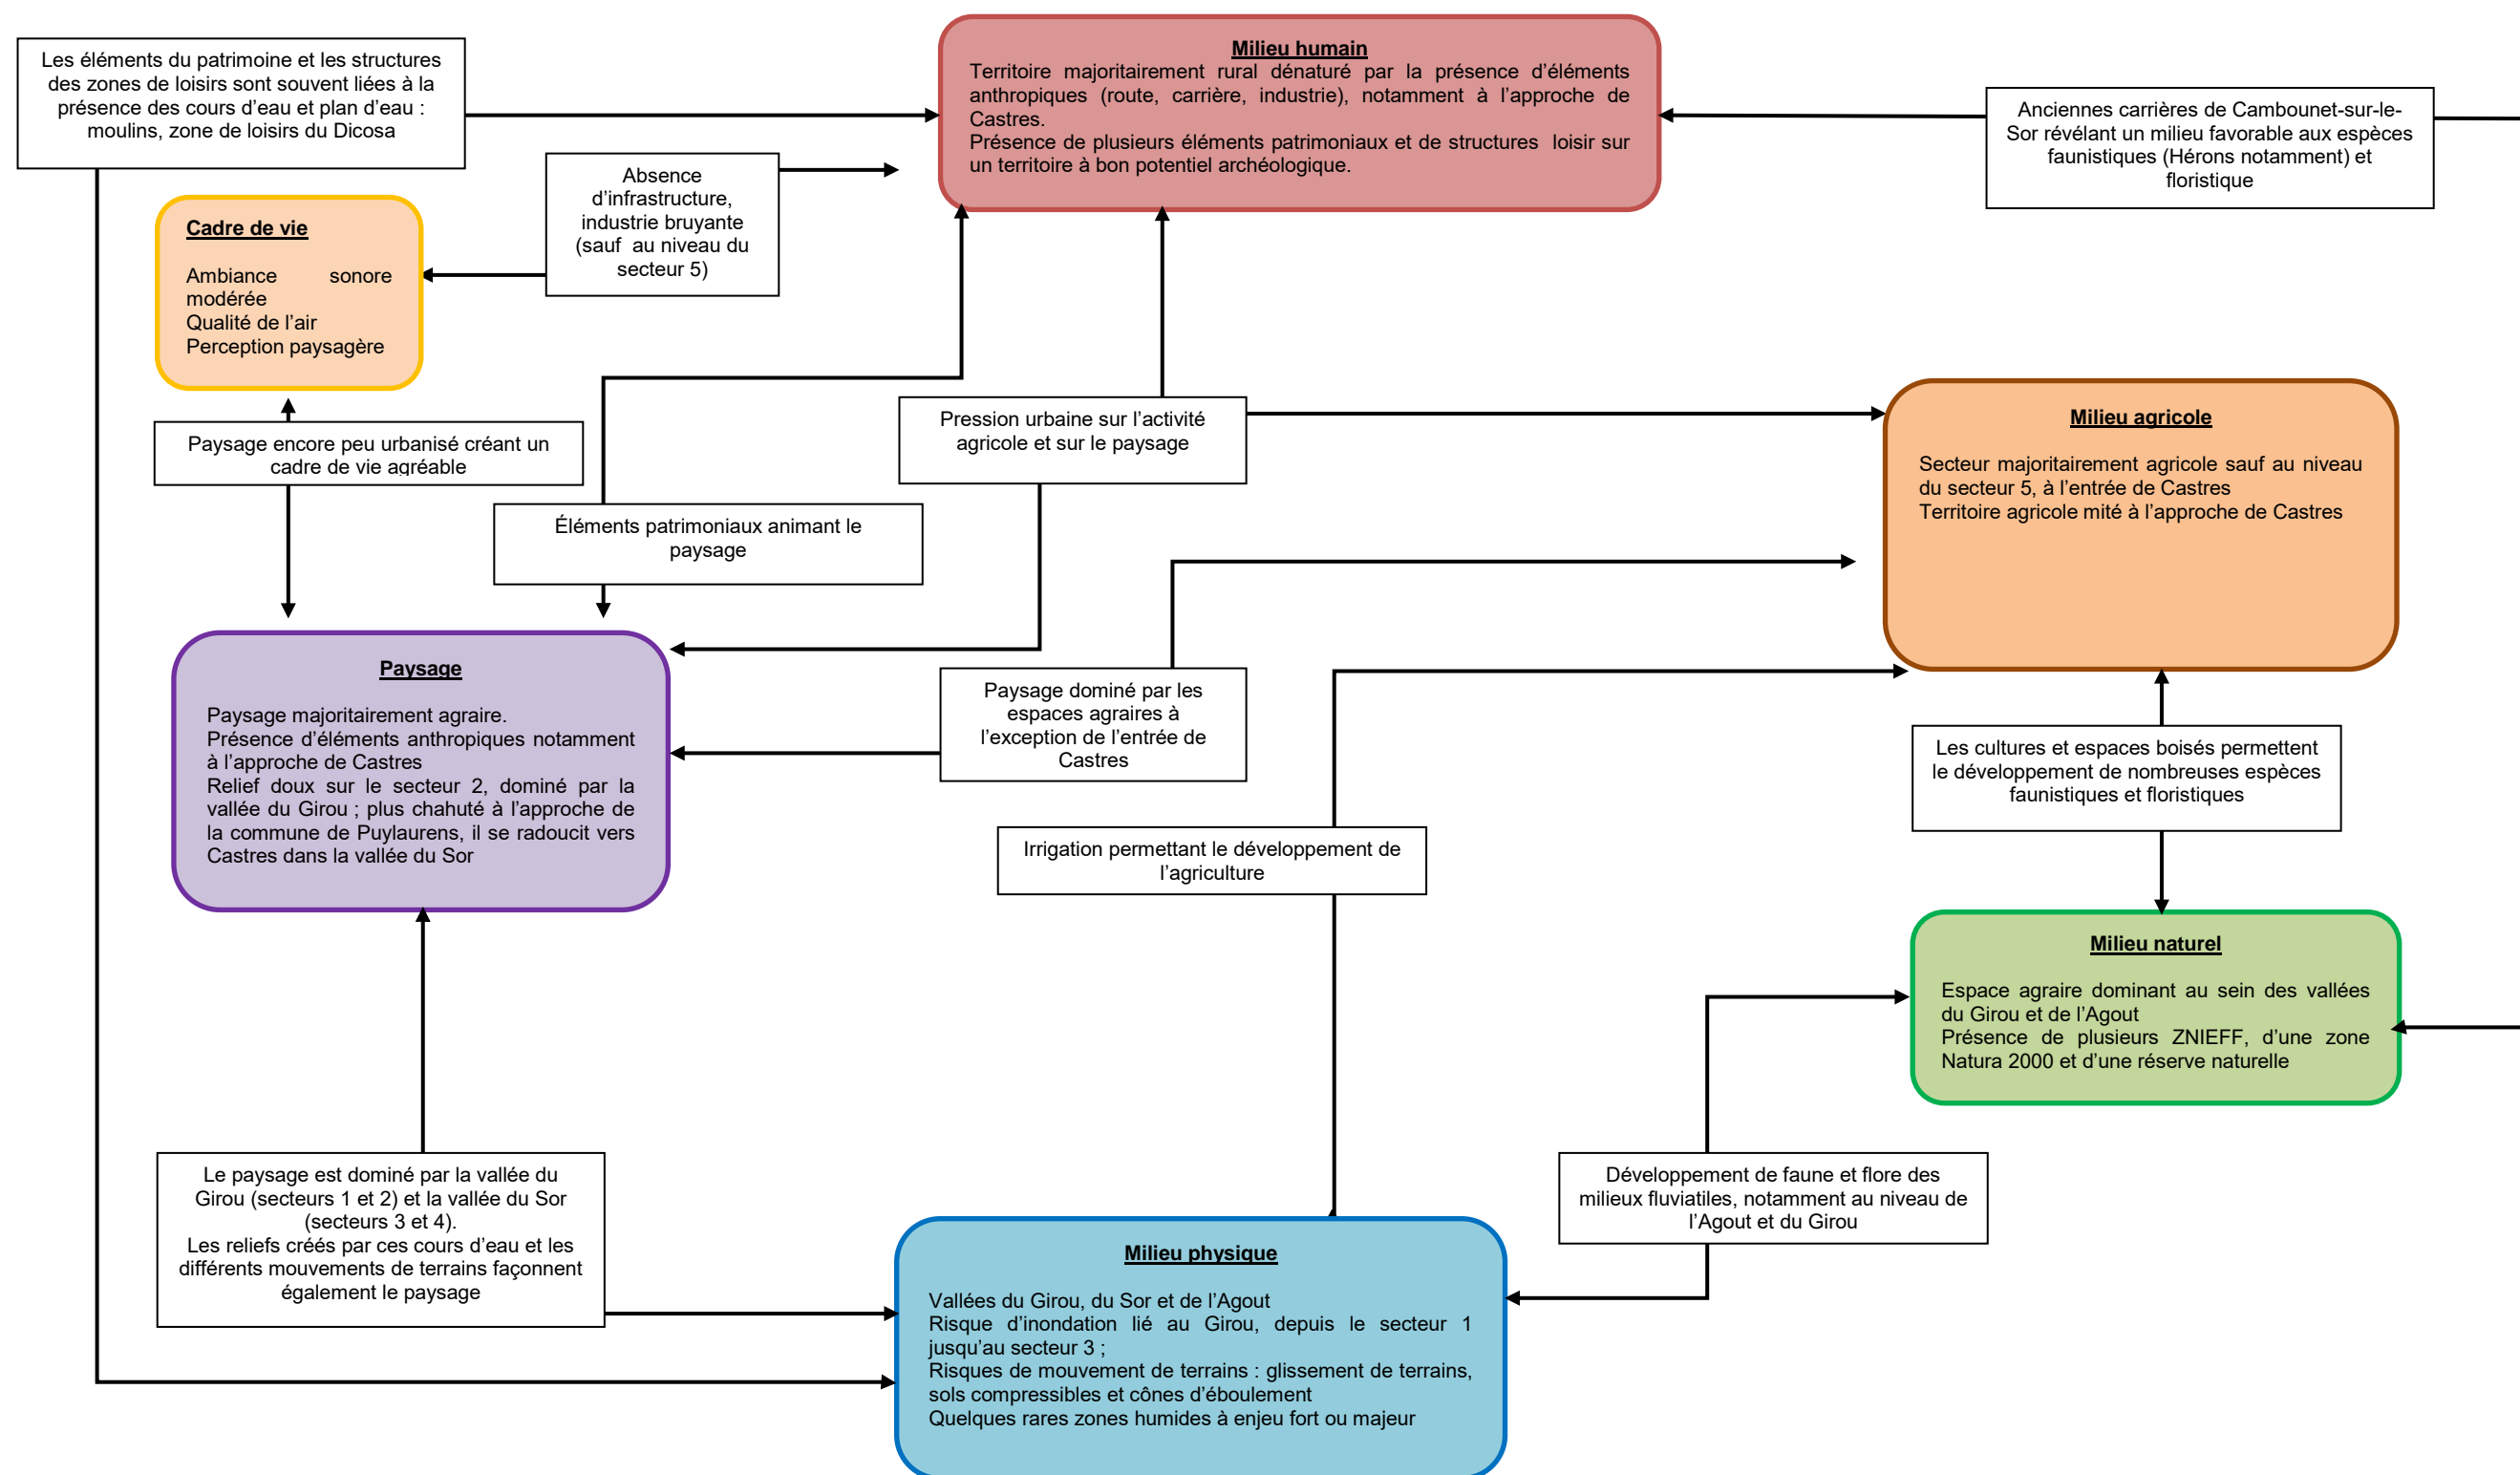 Les éléments du patrimoine et les structures
des zones de loisirs sont souvent liées à la
présence des cours d’eau et plan d’eau :
moulins, zone de loisirs du Dicosa
Milieu humain
Territoire majoritairement rural dénaturé par la présence d’éléments
anthropiques (route, carrière, industrie), notamment à l’approche de
Castres.
Présence de plusieurs éléments patrimoniaux et de structures loisir sur
un territoire à bon potentiel archéologique.
Anciennes carrières de Cambounet-sur-le-
Sor révélant un milieu favorable aux espèces
faunistiques (Hérons notamment) et
floristique
Absence
d’infrastructure,
industrie bruyante
(sauf au niveau du
secteur 5)
Cadre de vie
Ambiance sonore
modérée
Qualité de l’air
Perception paysagère
Paysage encore peu urbanisé créant un
cadre de vie agréable
Pression urbaine sur l’activité
agricole et sur le paysage
Milieu agricole
Secteur majoritairement agricole sauf au niveau
du secteur 5, à l’entrée de Castres
Territoire agricole mité à l’approche de Castres
Éléments patrimoniaux animant le
paysage
Paysage
Paysage majoritairement agraire.
Présence d’éléments anthropiques notamment
à l’approche de Castres
Relief doux sur le secteur 2, dominé par la
vallée du Girou ; plus chahuté à l’approche de
la commune de Puylaurens, il se radoucit vers
Castres dans la vallée du Sor
Paysage dominé par les
espaces agraires à
l’exception de l’entrée de
Castres
Les cultures et espaces boisés permettent
le développement de nombreuses espèces
faunistiques et floristiques
Irrigation permettant le développement de
l’agriculture
Milieu naturel
Espace agraire dominant au sein des vallées
du Girou et de l’Agout
Présence de plusieurs ZNIEFF, d’une zone
Natura 2000 et d’une réserve naturelle
Le paysage est dominé par la vallée du
Girou (secteurs 1 et 2) et la vallée du Sor
(secteurs 3 et 4).
Les reliefs créés par ces cours d’eau et les
différents mouvements de terrains façonnent
également le paysage
Développement de faune et flore des
milieux fluviatiles, notamment au niveau de
l’Agout et du Girou
Milieu physique
Vallées du Girou, du Sor et de l’Agout
Risque d’inondation lié au Girou, depuis le secteur 1
jusqu’au secteur 3 ;
Risques de mouvement de terrains : glissement de terrains,
sols compressibles et cônes d’éboulement
Quelques rares zones humides à enjeu fort ou majeur